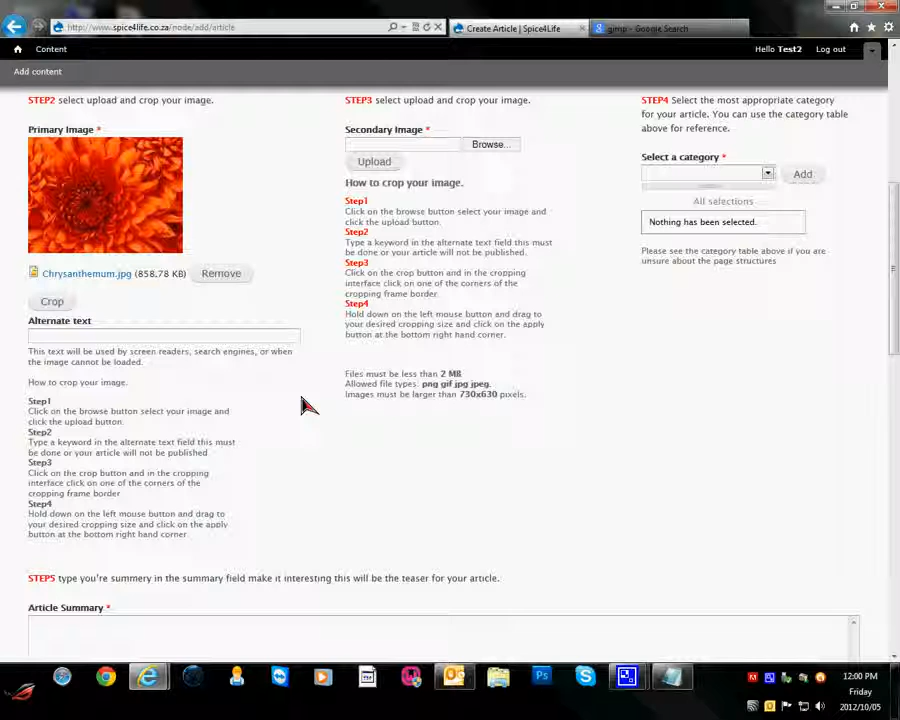 http://www.spice4life.co.za/node/add/article
Create Article | Spice4Life
gimp - Google Search
Content
Hello Test2
Log out
Add content
STEP2 select upload and crop your image.
Primary Image *
Chrysanthemum.jpg (858.78 KB)
Remove
Crop
Alternate text
This text will be used by screen readers, search engines, or when
the image cannot be loaded.
How to crop your image.
Step1
Click on the browse button select your image and
click the upload button.
Step2
Type a keyword in the alternate text field this must
be done or your article will not be published
Step3
Click on the crop button and in the cropping
interface click on one of the corners of the
cropping frame border
Step4
Hold down on the left mouse button and drag to
your desired cropping size and click on the apply
button at the bottom right hand corner.
STEP3 select upload and crop your image.
Secondary Image *
Browse...
Upload
How to crop your image.
Step1
Click on the browse button select your image and
click the upload button.
Step2
Type a keyword in the alternate text field this must
be done or your article will not be published.
Step3
Click on the crop button and in the cropping
interface click on one of the corners of the
cropping frame border.
Step4
Hold down on the left mouse button and drag to
your desired cropping size and click on the apply
button at the bottom right hand corner.
Files must be less than 2 MB.
Allowed file types: png gif jpg jpeg.
Images must be larger than 730x630 pixels.
STEP4 Select the most appropriate category
for your article. You can use the category table
above for reference.
Select a category *
Add
All selections
Nothing has been selected.
Please see the category table above if you are
unsure about the page structures
STEP5 type you're summery in the summary field make it interesting this will be the teaser for your article.
Article Summary *
Ps
12:00 PM
Friday
2012/10/05